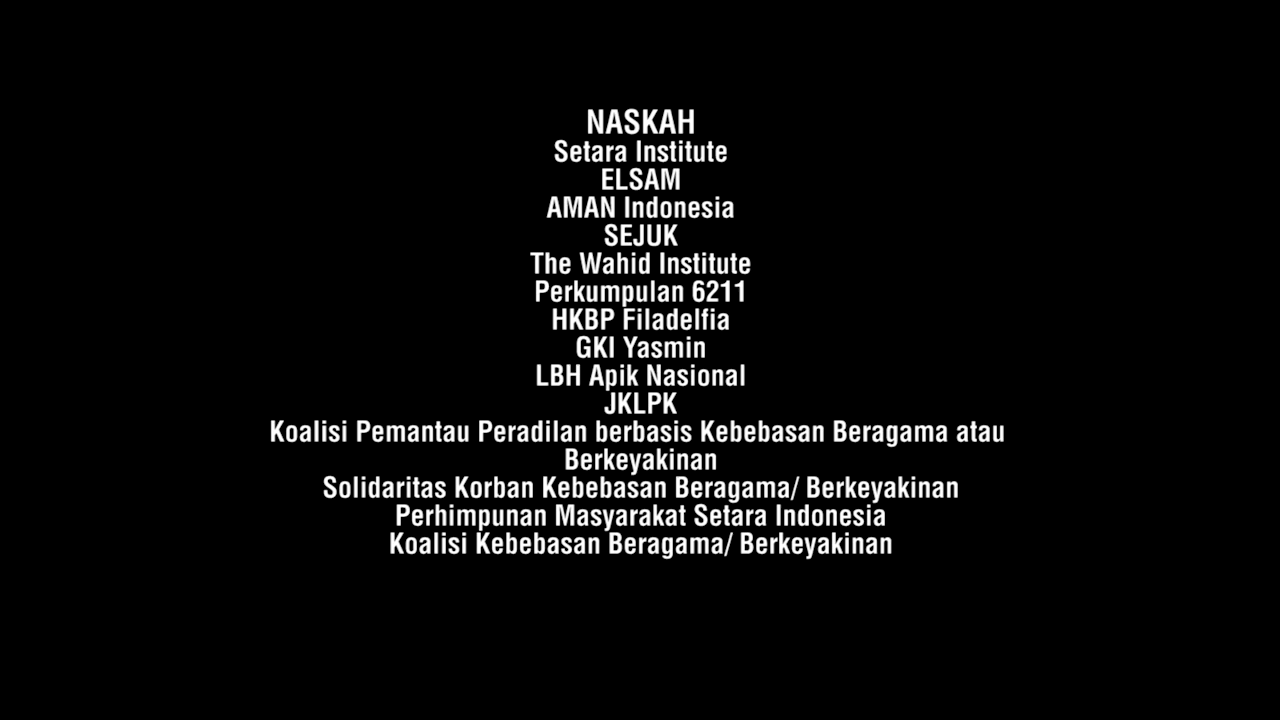 NASKAH
Setara Institute
ELSAM
AMAN Indonesia
SEJUK
The Wahid Institute
Perkumpulan 6211
HKBP Filadelfia
GKI Yasmin
LBH Apik Nasional
JKLPK
Koalisi Pemantau Peradilan berbasis Kebebasan Beragama atau
Berkeyakinan
Solidaritas Korban Kebebasan Beragama/ Berkeyakinan
Perhimpunan Masyarakat Setara Indonesia
Koalisi Kebebasan Beragama/ Berkeyakinan